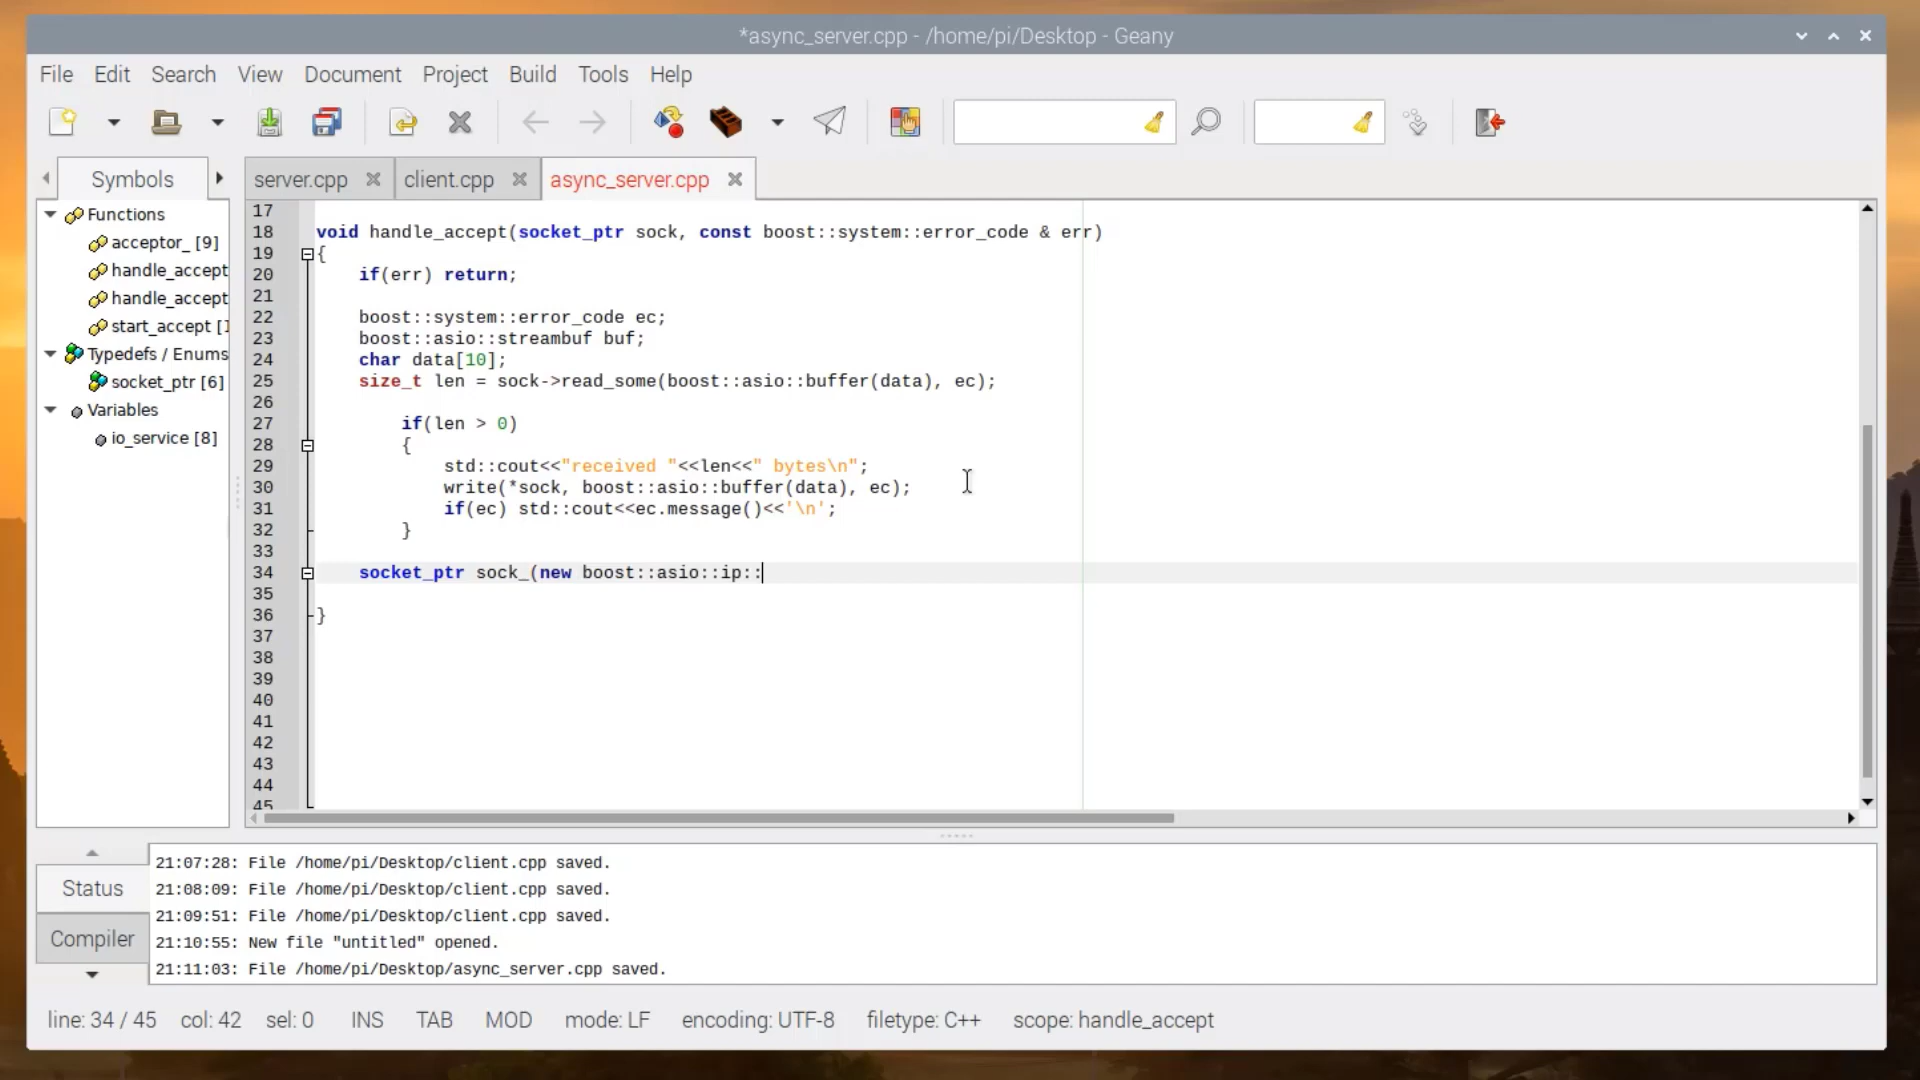 *async_server.cpp - /home/pi/Desktop - Geany
File Edit Search View Document Project Build Tools Help
Symbols
server.cpp client.cpp async_server.cpp
Functions
acceptor_ [9]
handle_accept
handle_accept
start_accept [1
Typedefs / Enums
socket_ptr [6]
Variables
io_service [8]
17
18 void handle_accept(socket_ptr sock, const boost::system::error_code & err)
19 {
20 if(err) return;
21
22 boost::system::error_code ec;
23 boost::asio::streambuf buf;
24 char data[10];
25 size_t len = sock->read_some(boost::asio::buffer(data), ec);
26
27 if(len > 0)
28 {
29 std::cout<<"received "<<len<<" bytes\n";
30 write(*sock, boost::asio::buffer(data), ec);
31 if(ec) std::cout<<ec.message()<<'\n';
32 }
33
34 socket_ptr sock_(new boost::asio::ip::
35
36 }
37
38
39
40
41
42
43
44
45
Status
Compiler
21:07:28: File /home/pi/Desktop/client.cpp saved.
21:08:09: File /home/pi/Desktop/client.cpp saved.
21:09:51: File /home/pi/Desktop/client.cpp saved.
21:10:55: New file "untitled" opened.
21:11:03: File /home/pi/Desktop/async_server.cpp saved.
line: 34 / 45 col: 42 sel: 0 INS TAB MOD mode: LF encoding: UTF-8 filetype: C++ scope: handle_accept